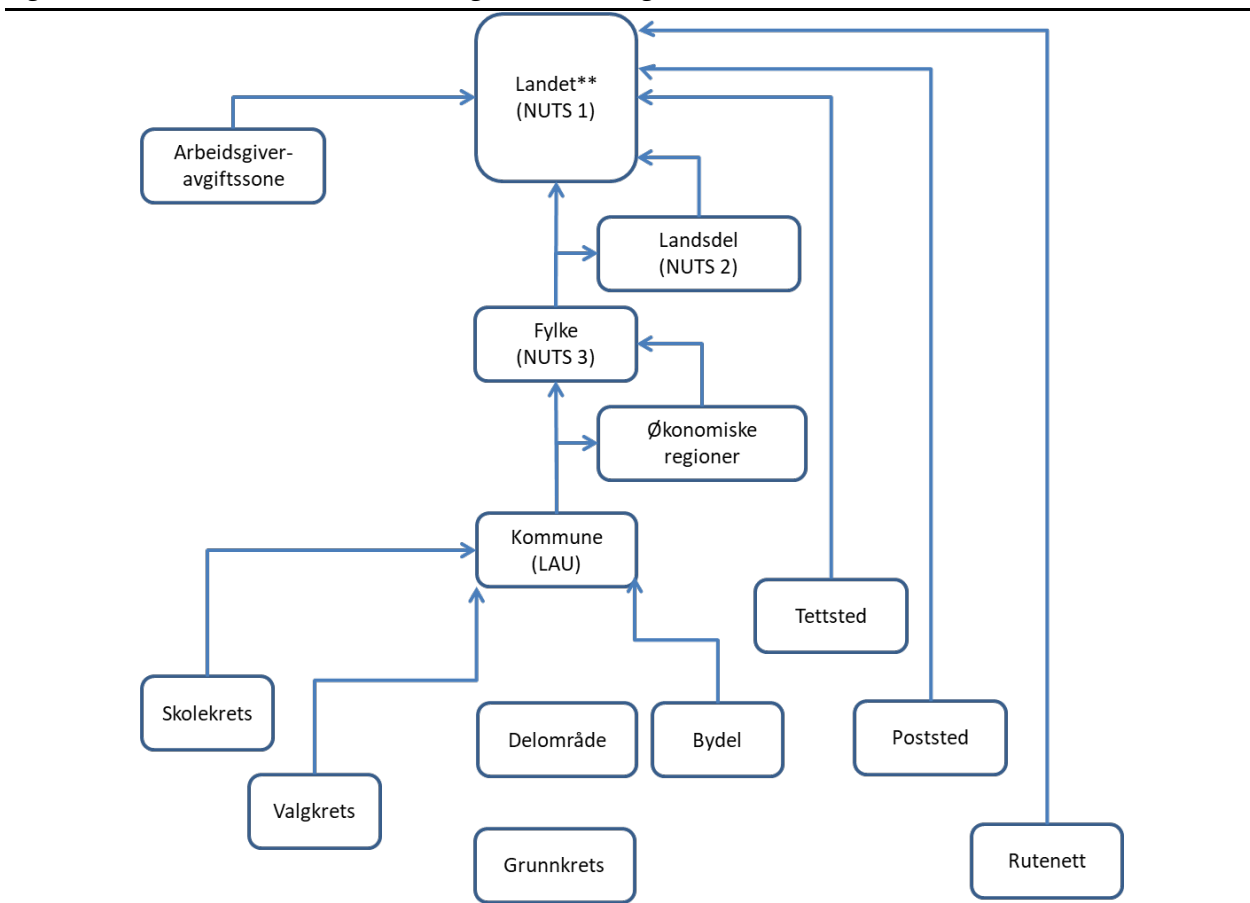 Landet**
(NUTS 1)
Arbeidsgiver-
avgiftssone
Landsdel
(NUTS 2)
Fylke
(NUTS 3)
Økonomiske
regioner
Kommune
(LAU)
Tettsted
Skolekrets
Delområde
Bydel
Poststed
Valgkrets
Grunnkrets
Rutenett